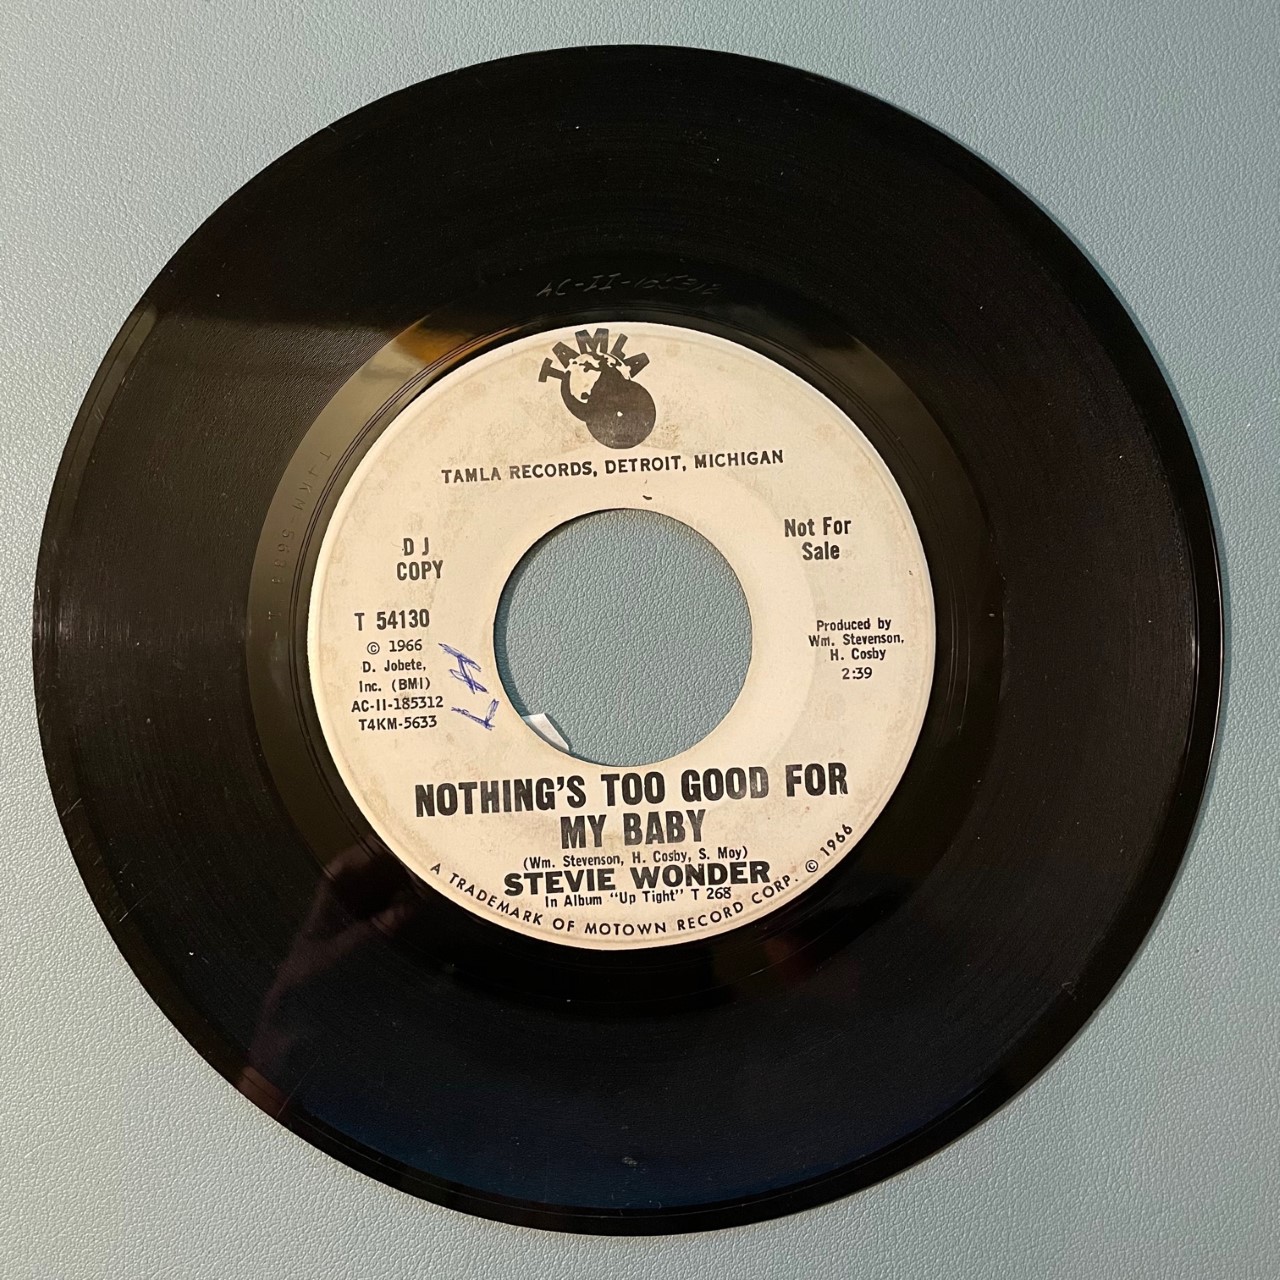 TAMLA
TAMLA RECORDS, DETROIT, MICHIGAN
D J
COPY
Not For
Sale
T 54130
© 1966
D. Jobete,
Inc. (BMI)
AC-II-185312
T4KM-5633
Produced by
Wm. Stevenson,
H. Cosby
2:39
NOTHING'S TOO GOOD FOR
MY BABY
(Wm. Stevenson, H. Cosby, S. Moy)
STEVIE WONDER
In Album "Up Tight" T 268
A TRADEMARK OF MOTOWN RECORD CORP. © 1966